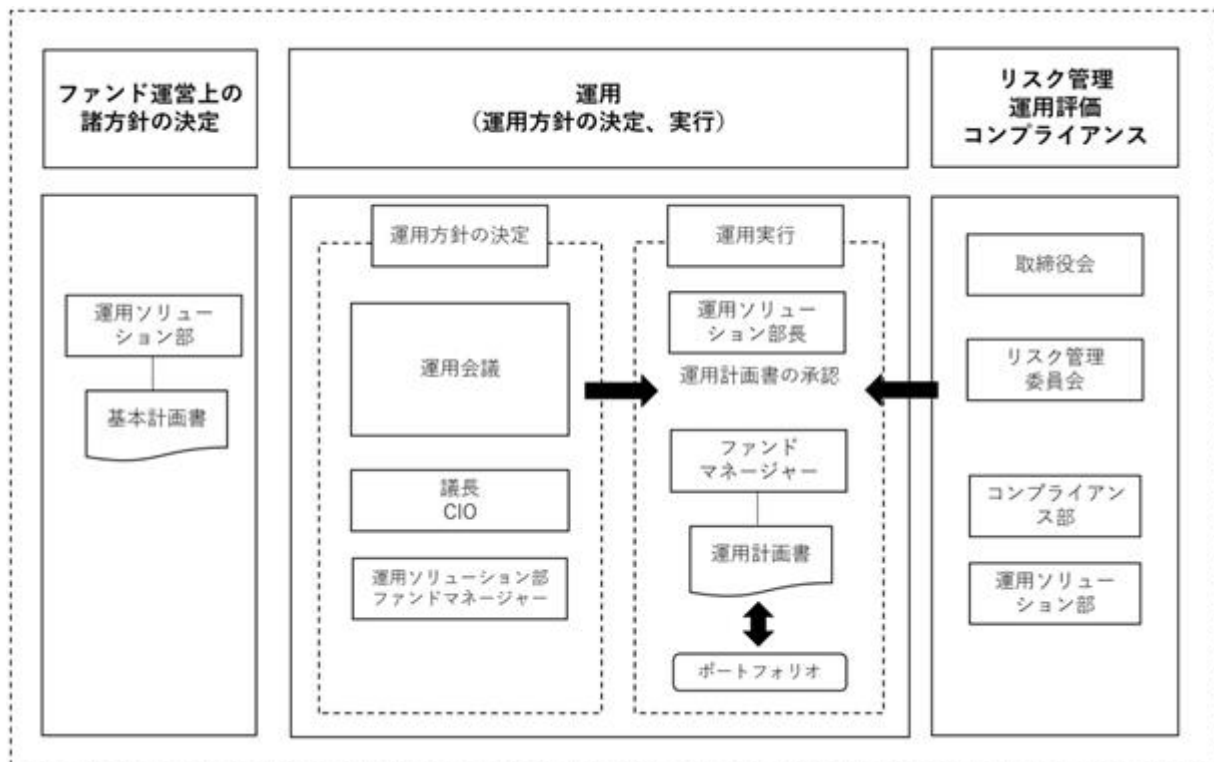 ファンド運営上の
諸方針の決定
運用ソリュー
ション部
基本計画書
運用
（運用方針の決定、実行）
運用方針の決定
運用会議
議長
CIO
運用ソリューション部
ファンドマネージャー
運用実行
運用ソリュー
ション部長
運用計画書の承認
ファンド
マネージャー
運用計画書
ポートフォリオ
リスク管理
運用評価
コンプライアンス
取締役会
リスク管理
委員会
コンプライアン
ス部
運用ソリュー
ション部